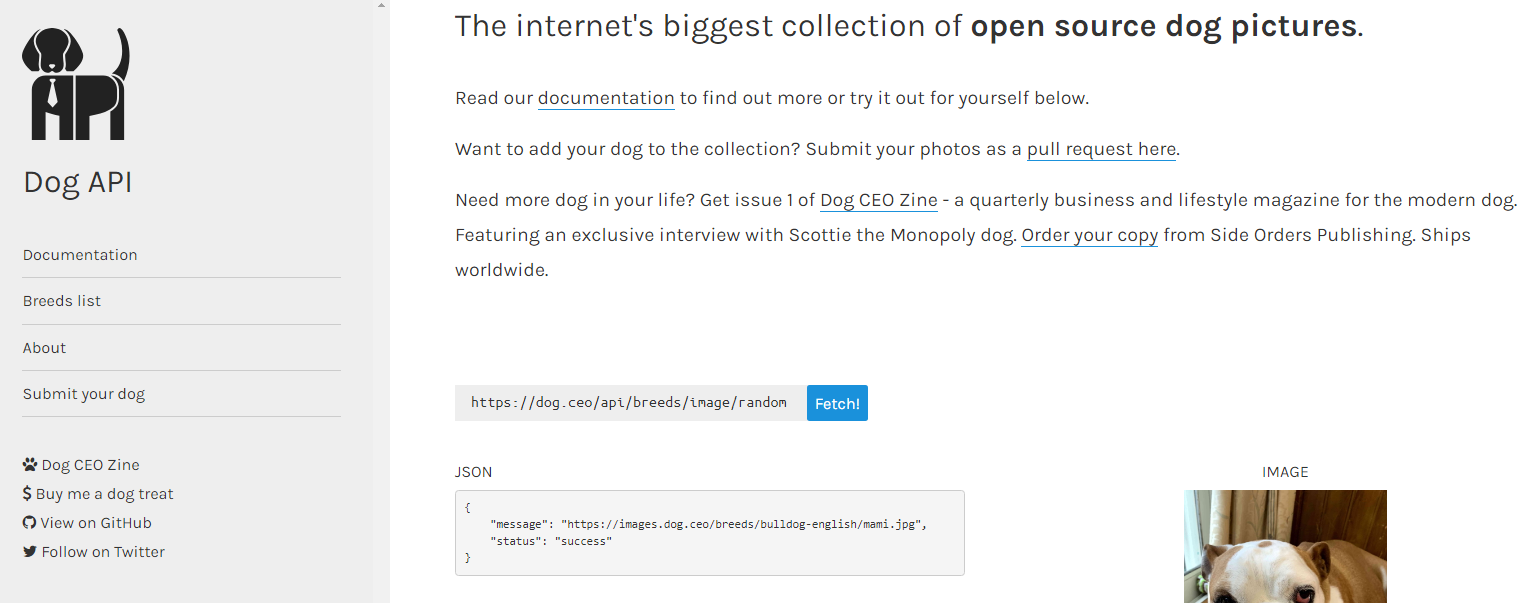 API
Dog API
Documentation
Breeds list
About
Submit your dog
Dog CEO Zine
$ Buy me a dog treat
View on GitHub
Follow on Twitter
The internet's biggest collection of open source dog pictures.
Read our documentation to find out more or try it out for yourself below.
Want to add your dog to the collection? Submit your photos as a pull request here.
Need more dog in your life? Get issue 1 of Dog CEO Zine - a quarterly business and lifestyle magazine for the modern dog.
Featuring an exclusive interview with Scottie the Monopoly dog. Order your copy from Side Orders Publishing. Ships
worldwide.
https://dog.ceo/api/breeds/image/random Fetch!
JSON
{
    "message": "https://images.dog.ceo/breeds/bulldog-english/mami.jpg",
    "status": "success"
}
IMAGE